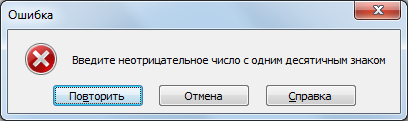 Ошибка
Введите неотрицательное число с одним десятичным знаком
Повторить Отмена Справка